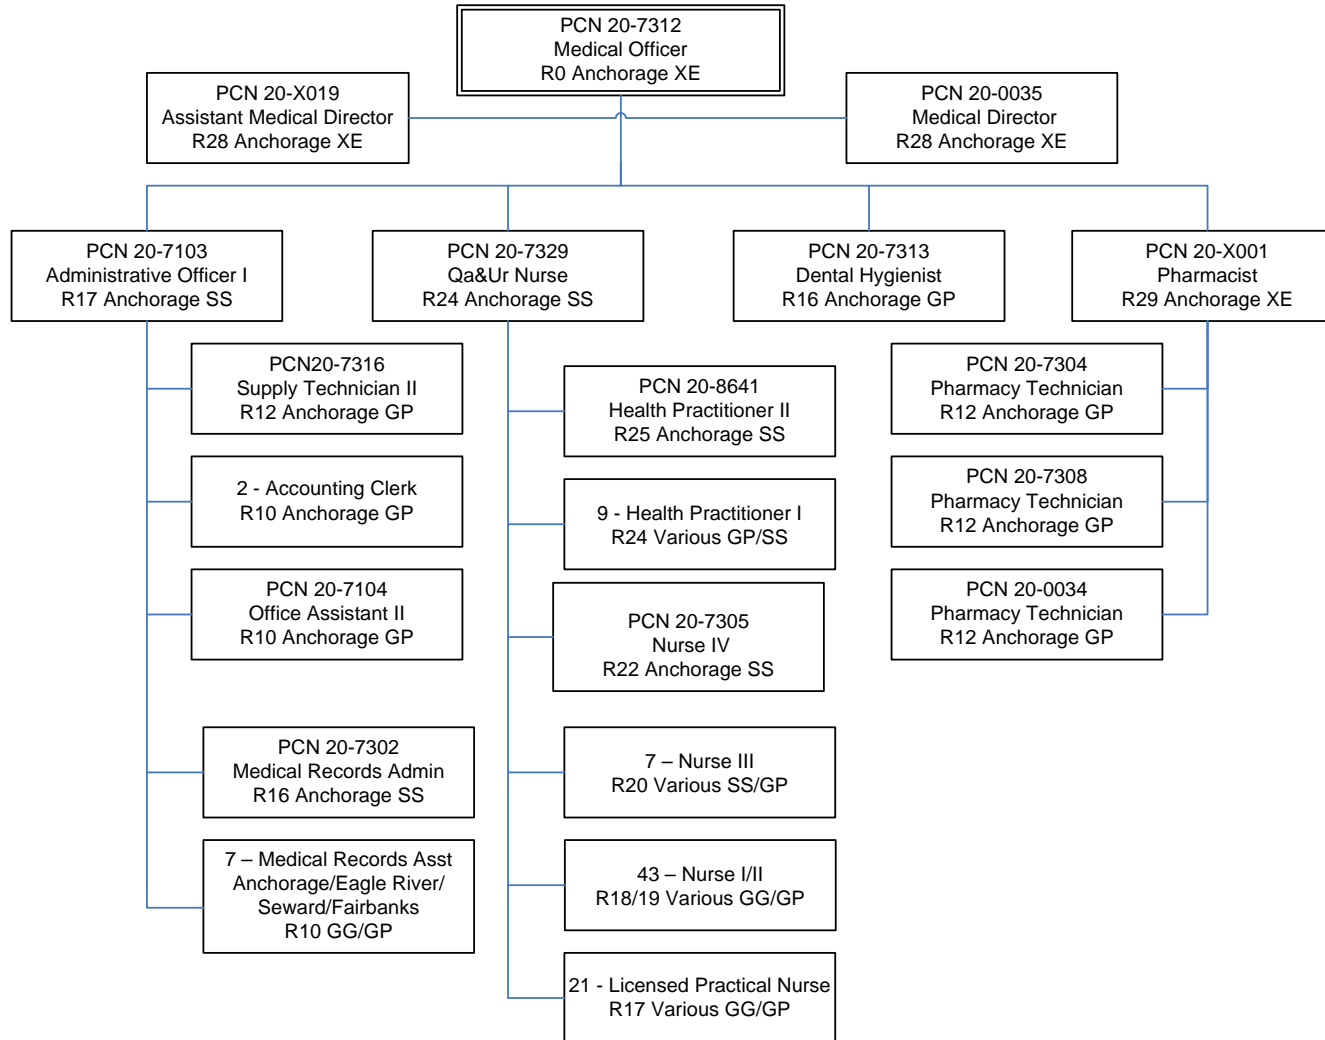 PCN 20-7312
Medical Officer
R0 Anchorage XE
PCN 20-X019
Assistant Medical Director
R28 Anchorage XE
PCN 20-0035
Medical Director
R28 Anchorage XE
PCN 20-7103
Administrative Officer I
R17 Anchorage SS
PCN 20-7329
Qa&Ur Nurse
R24 Anchorage SS
PCN 20-7313
Dental Hygienist
R16 Anchorage GP
PCN 20-X001
Pharmacist
R29 Anchorage XE
PCN20-7316
Supply Technician II
R12 Anchorage GP
2 - Accounting Clerk
R10 Anchorage GP
PCN 20-7104
Office Assistant II
R10 Anchorage GP
PCN 20-7302
Medical Records Admin
R16 Anchorage SS
7 – Medical Records Asst
Anchorage/Eagle River/
Seward/Fairbanks
R10 GG/GP
PCN 20-8641
Health Practitioner II
R25 Anchorage SS
9 - Health Practitioner I
R24 Various GP/SS
PCN 20-7305
Nurse IV
R22 Anchorage SS
7 – Nurse III
R20 Various SS/GP
43 – Nurse I/II
R18/19 Various GG/GP
21 - Licensed Practical Nurse
R17 Various GG/GP
PCN 20-7304
Pharmacy Technician
R12 Anchorage GP
PCN 20-7308
Pharmacy Technician
R12 Anchorage GP
PCN 20-0034
Pharmacy Technician
R12 Anchorage GP